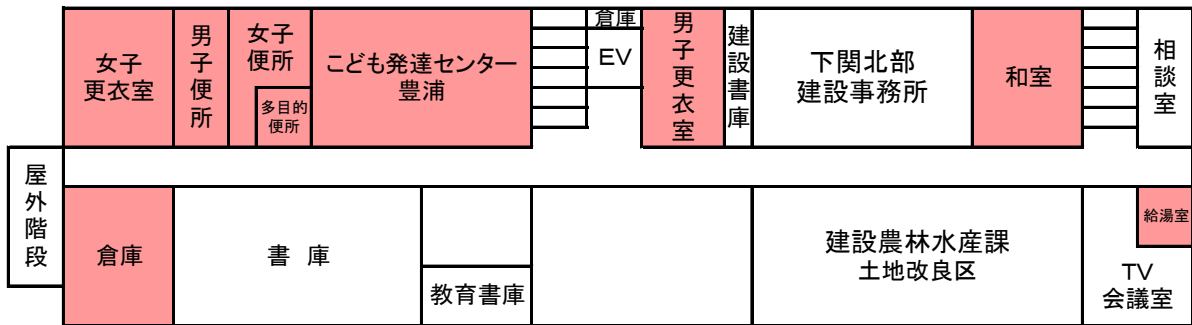 女子
更衣室
男子便所
女子
便所
多目的
便所
こども発達センター
豊浦
倉庫
EV
男子更衣室
建設書庫
下関北部
建設事務所
和室
相談室
屋外階段
倉庫
書 庫
教育書庫
建設農林水産課
土地改良区
給湯室
TV
会議室